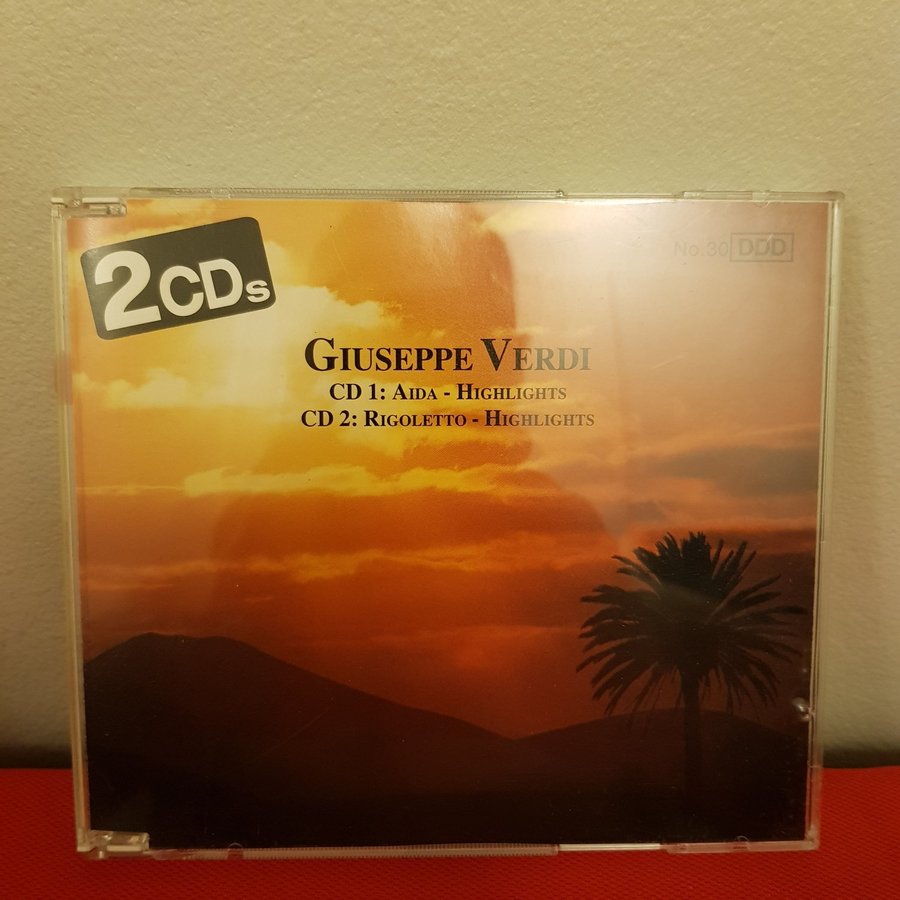 2CDs
No.30 DDD
GIUSEPPE VERDI
CD 1: AIDA - HIGHLIGHTS
CD 2: RIGOLETTO - HIGHLIGHTS